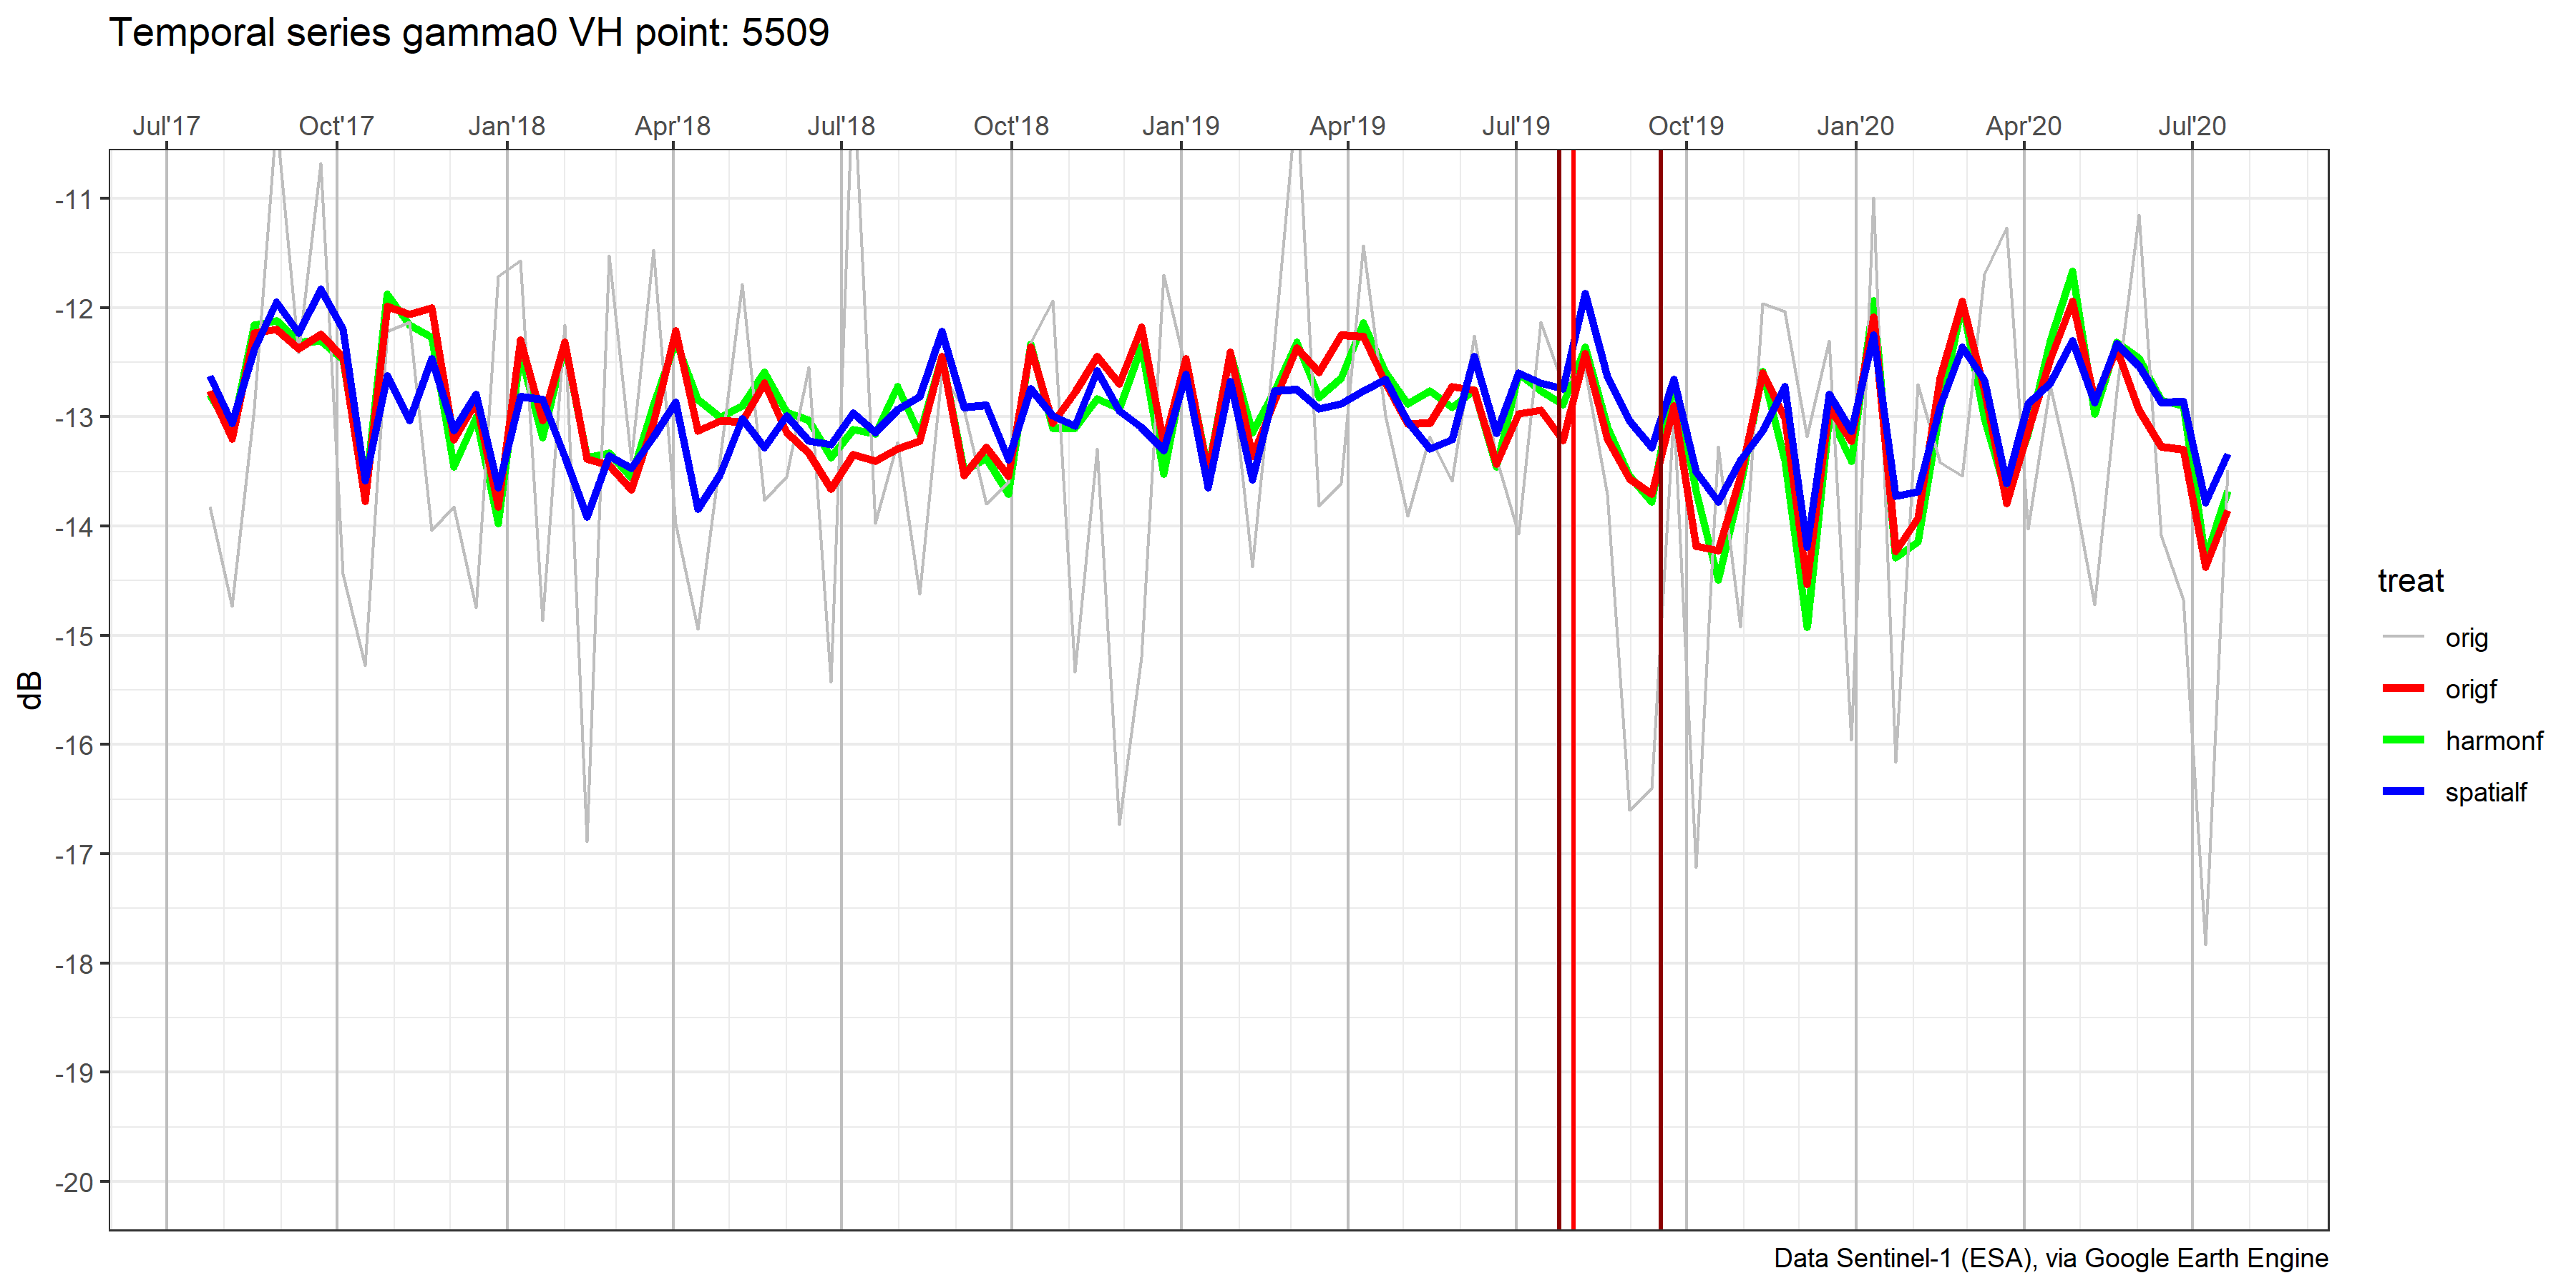 Temporal series gamma0 VH point: 5509
Jul'17 Oct'17 Jan'18 Apr'18 Jul'18 Oct'18 Jan'19 Apr'19 Jul'19 Oct'19 Jan'20 Apr'20 Jul'20
-11
-12
-13
-14
-15
-16
-17
-18
-19
-20
dB
treat
orig
origf
harmonf
spatialf
Data Sentinel-1 (ESA), via Google Earth Engine